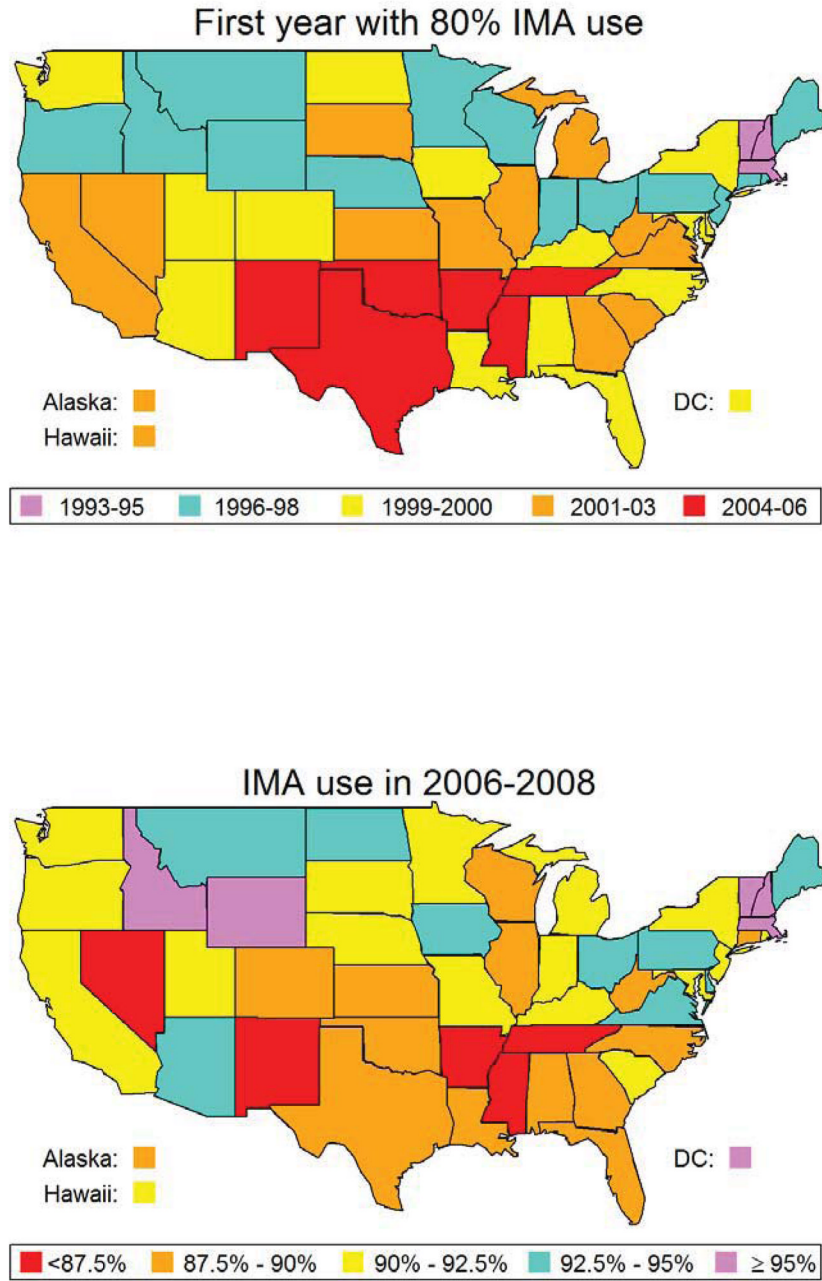 First year with 80% IMA use
Alaska:
DC:
Hawaii:
1993-95 1996-98 1999-2000 2001-03 2004-06
IMA use in 2006-2008
Alaska:
DC:
Hawaii:
<87.5% 87.5% - 90% 90% - 92.5% 92.5% - 95% ≥ 95%